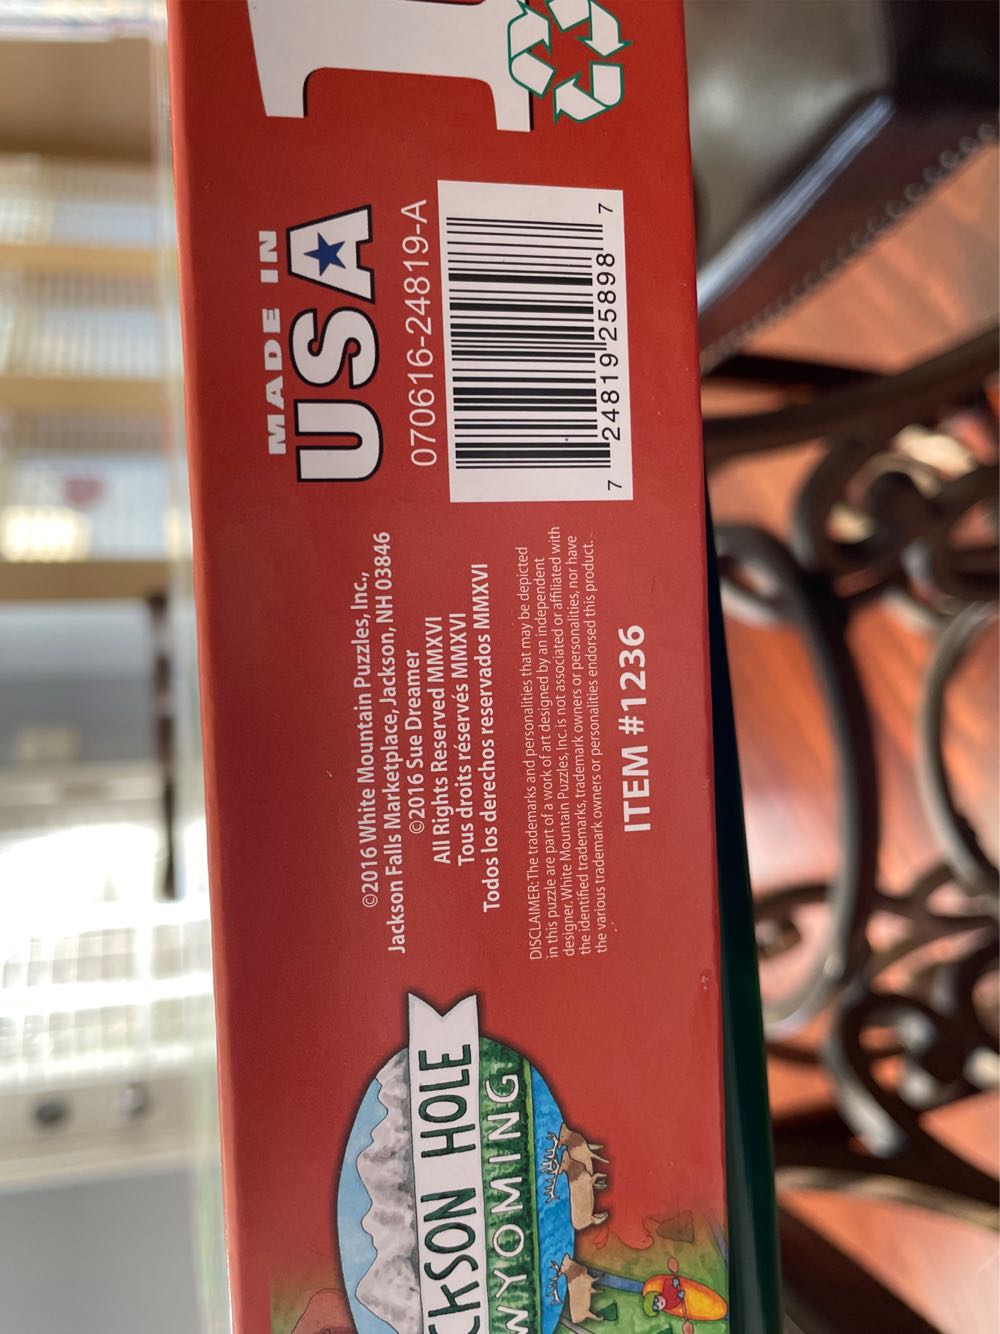 CKSON HOLE
WYOMING
©2016 White Mountain Puzzles, Inc.,
Jackson Falls Marketplace, Jackson, NH 03846
©2016 Sue Dreamer
All Rights Reserved MMXVI
Tous droits réservés MMXVI
Todos los derechos reservados MMXVI
DISCLAIMER: The trademarks and personalities that may be depicted
in this puzzle are part of a work of art designed by an independent
designer. White Mountain Puzzles, Inc. is not associated or affiliated with
the identified trademarks, trademark owners or personalities, nor have
the various trademark owners or personalities endorsed this product.
ITEM #1236
MADE IN
USA
070616-24819-A
7 24819 25898 7
1